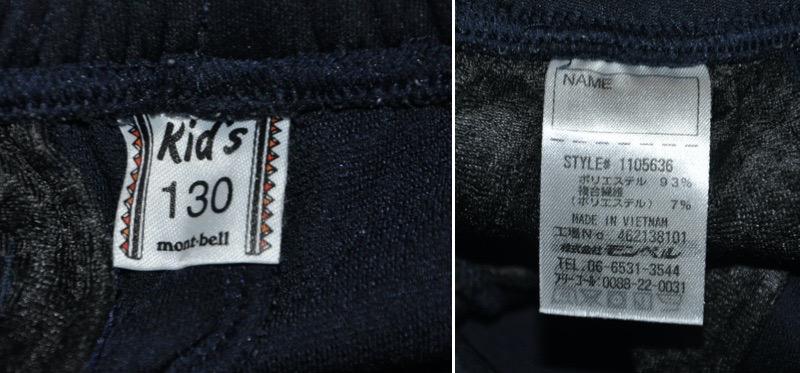 Kid's
130
mont-bell
NAME
STYLE# 1105636
ポリエステル 93%
複合繊維
(ポリエステル) 7%
MADE IN VIETNAM
工場No 462138101
株式会社モンベル
TEL.06-6531-3544
フリーコール:0088-22-0031